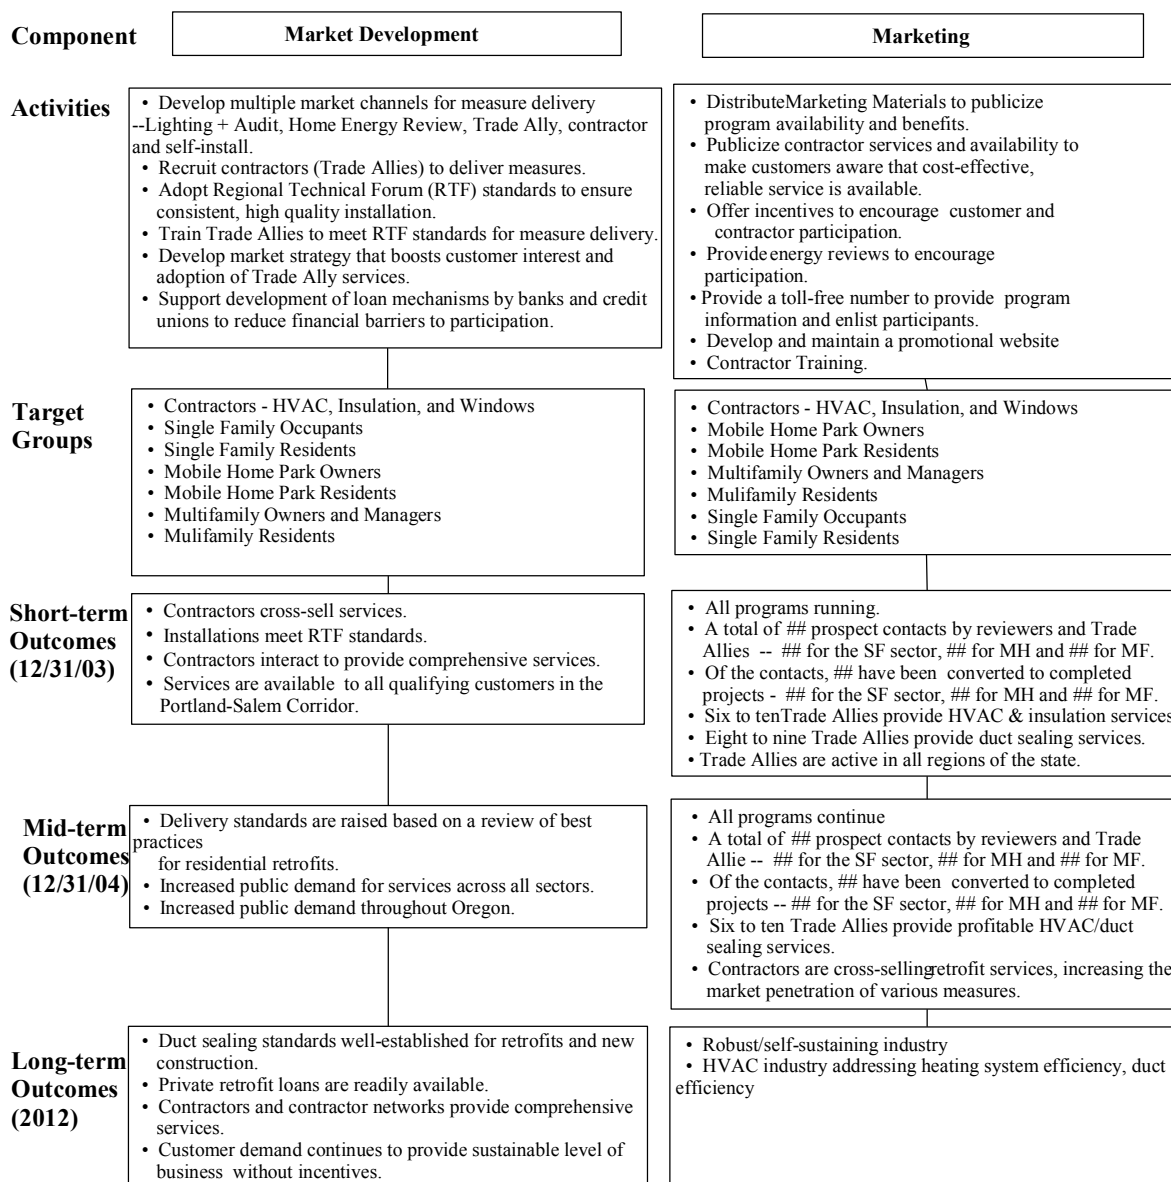 Component
Market Development
Marketing
Activities
• Develop multiple market channels for measure delivery
--Lighting + Audit, Home Energy Review, Trade Ally, contractor
and self-install.
• Recruit contractors (Trade Allies) to deliver measures.
• Adopt Regional Technical Forum (RTF) standards to ensure
consistent, high quality installation.
• Train Trade Allies to meet RTF standards for measure delivery.
• Develop market strategy that boosts customer interest and
adoption of Trade Ally services.
• Support development of loan mechanisms by banks and credit
unions to reduce financial barriers to participation.
• DistributeMarketing Materials to publicize
program availability and benefits.
• Publicize contractor services and availability to
make customers aware that cost-effective,
reliable service is available.
• Offer incentives to encourage customer and
contractor participation.
• Provide energy reviews to encourage
participation.
• Provide a toll-free number to provide program
information and enlist participants.
• Develop and maintain a promotional website
• Contractor Training.
Target
Groups
• Contractors - HVAC, Insulation, and Windows
• Single Family Occupants
• Single Family Residents
• Mobile Home Park Owners
• Mobile Home Park Residents
• Multifamily Owners and Managers
• Mulifamily Residents
• Contractors - HVAC, Insulation, and Windows
• Mobile Home Park Owners
• Mobile Home Park Residents
• Multifamily Owners and Managers
• Mulifamily Residents
• Single Family Occupants
• Single Family Residents
Short-term
Outcomes
(12/31/03)
• Contractors cross-sell services.
• Installations meet RTF standards.
• Contractors interact to provide comprehensive services.
• Services are available to all qualifying customers in the
Portland-Salem Corridor.
• All programs running.
• A total of ## prospect contacts by reviewers and Trade
Allies -- ## for the SF sector, ## for MH and ## for MF.
• Of the contacts, ## have been converted to completed
projects - ## for the SF sector, ## for MH and ## for MF.
• Six to tenTrade Allies provide HVAC & insulation services
• Eight to nine Trade Allies provide duct sealing services.
• Trade Allies are active in all regions of the state.
Mid-term
Outcomes
(12/31/04)
• Delivery standards are raised based on a review of best
practices
for residential retrofits.
• Increased public demand for services across all sectors.
• Increased public demand throughout Oregon.
• All programs continue
• A total of ## prospect contacts by reviewers and Trade
Allie -- ## for the SF sector, ## for MH and ## for MF.
• Of the contacts, ## have been converted to completed
projects -- ## for the SF sector, ## for MH and ## for MF.
• Six to ten Trade Allies provide profitable HVAC/duct
sealing services.
• Contractors are cross-sellingretrofit services, increasing the
market penetration of various measures.
Long-term
Outcomes
(2012)
• Duct sealing standards well-established for retrofits and new
construction.
• Private retrofit loans are readily available.
• Contractors and contractor networks provide comprehensive
services.
• Customer demand continues to provide sustainable level of
business without incentives.
• Robust/self-sustaining industry
• HVAC industry addressing heating system efficiency, duct
efficiency